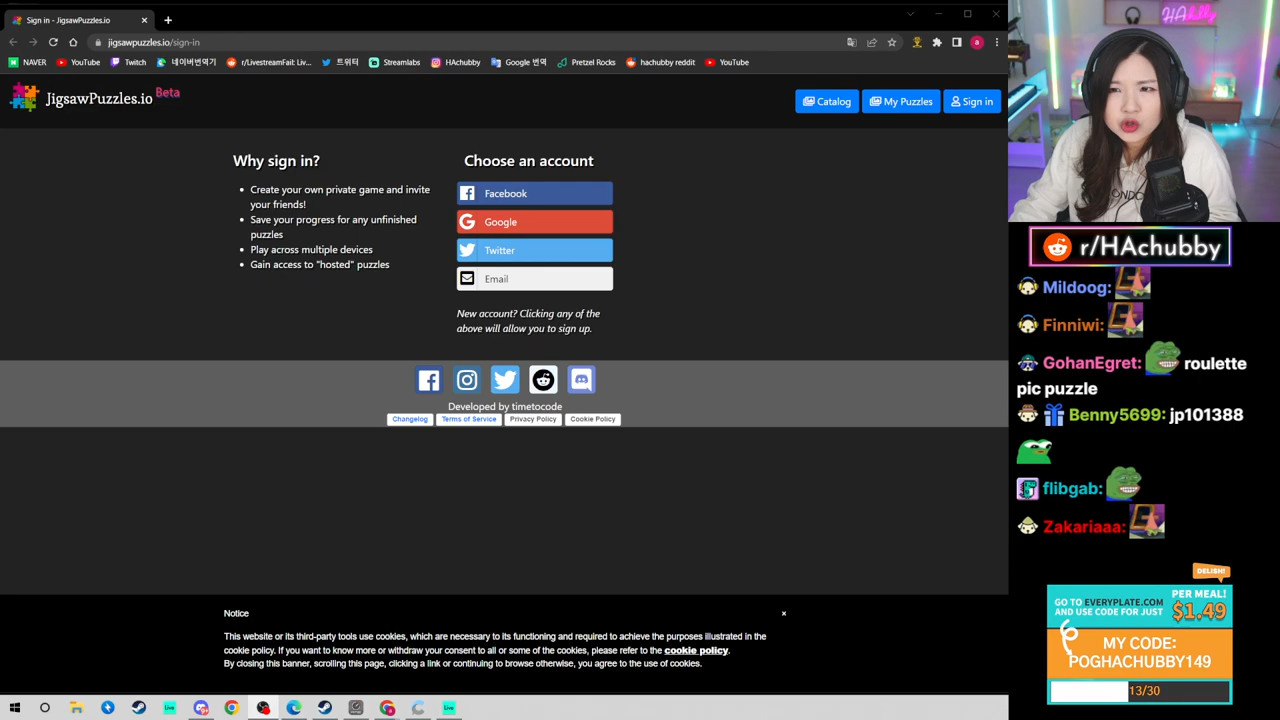 Sign in - JigsawPuzzles.io
jigsawpuzzles.io/sign-in
NAVER
YouTube
Twitch
네이버번역기
r/LivestreamFail: Liv...
트위터
Streamlabs
HAchubby
Google 번역
Pretzel Rocks
hachubby reddit
YouTube
JigsawPuzzles.io Beta
Catalog
My Puzzles
Sign in
Why sign in?
Create your own private game and invite
your friends!
Save your progress for any unfinished
puzzles
Play across multiple devices
Gain access to "hosted" puzzles
Choose an account
Facebook
Google
Twitter
Email
New account? Clicking any of the
above will allow you to sign up.
Developed by timetocode
Changelog
Terms of Service
Privacy Policy
Cookie Policy
Notice
This website or its third-party tools use cookies, which are necessary to its functioning and required to achieve the purposes illustrated in the
cookie policy. If you want to know more or withdraw your consent to all or some of the cookies, please refer to the cookie policy.
By closing this banner, scrolling this page, clicking a link or continuing to browse otherwise, you agree to the use of cookies.
r/HAchubby
Mildoog:
Finniwi:
GohanEgret: roulette
pic puzzle
Benny5699: jp101388
flibgab:
Zakariaaa:
DELISH!
GO TO EVERYPLATE.COM
AND USE CODE FOR JUST
PER MEAL!
$1.49
MY CODE:
POGHACHUBBY149
13/30